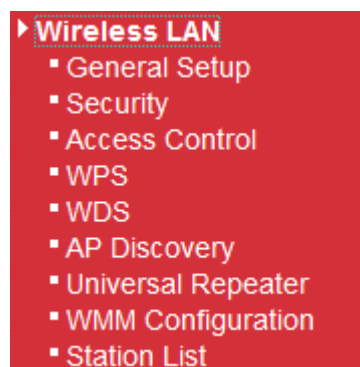 Wireless LAN
General Setup
Security
Access Control
WPS
WDS
AP Discovery
Universal Repeater
WMM Configuration
Station List